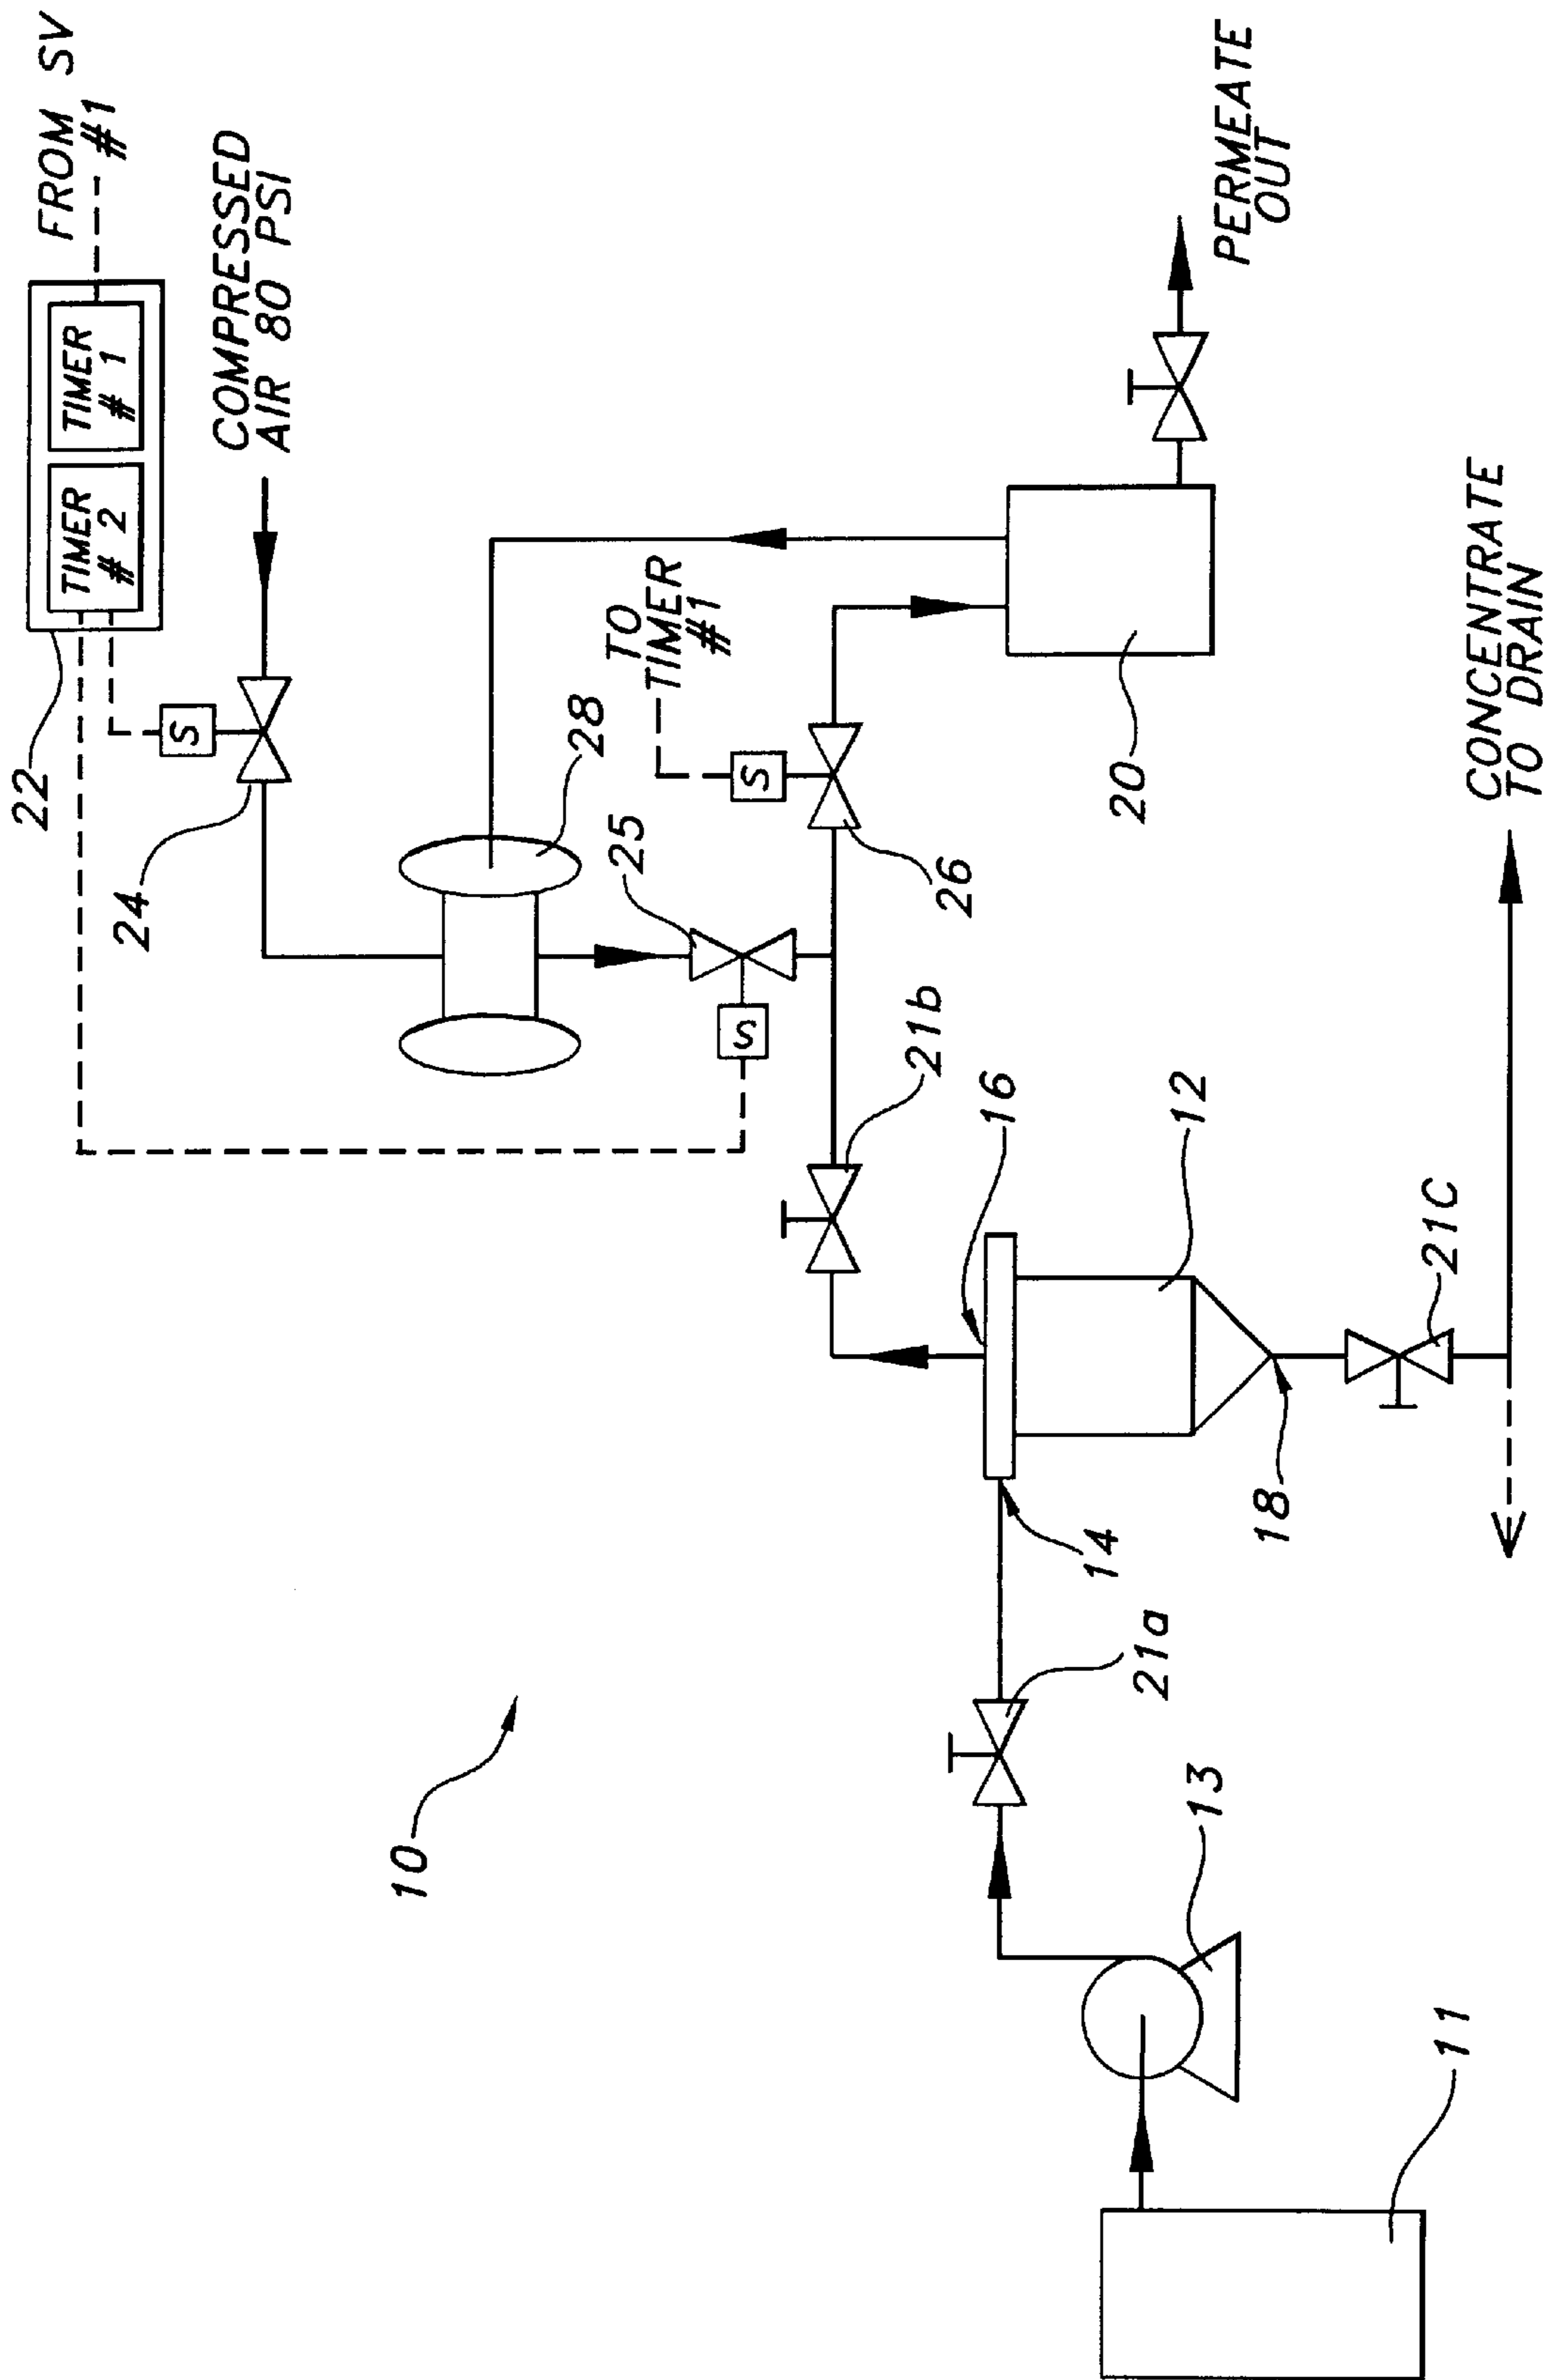 FROM SV
#1
TIMER
# 2
TIMER
# 1
22
COMPRESSED
AIR 80 PSI
S
24
28
TO
TIMER
#1
25
S
S
26
21b
20
PERMEATE
OUT
10
16
12
14
18
21C
21a
13
11
CONCENTRATE
TO DRAIN